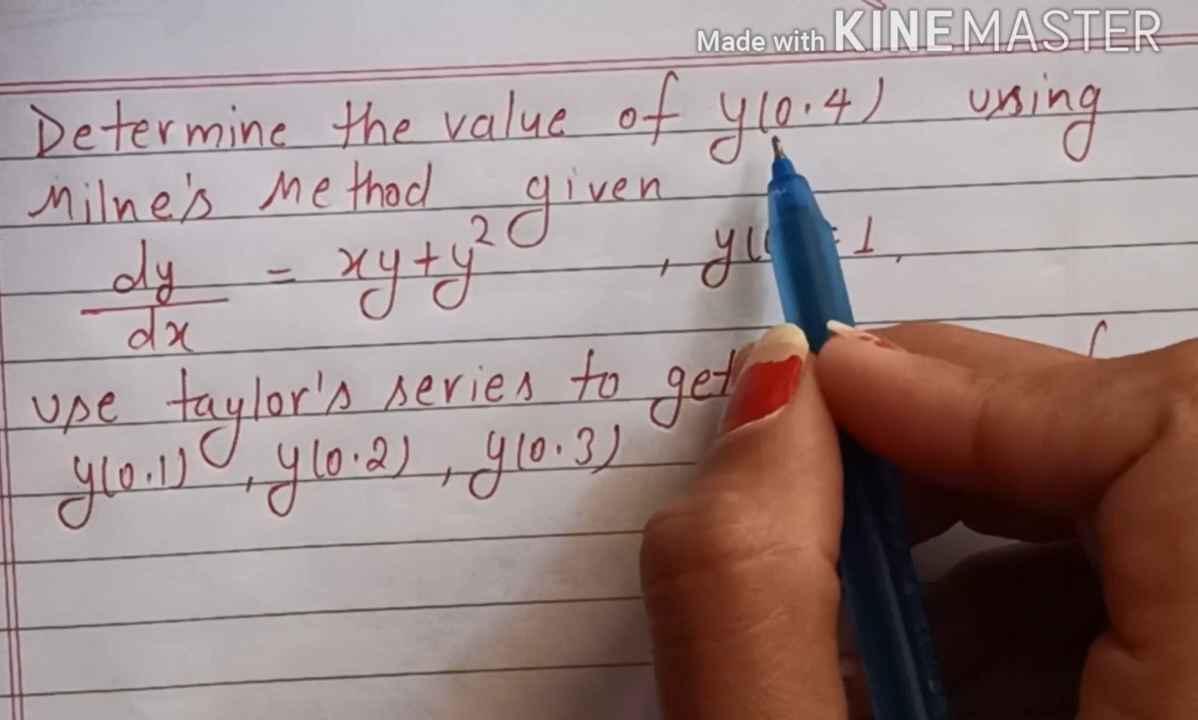 Made with KINEMASTER
Determine the value of y(0.4) using
Milne's Method given
dy/dx = xy+y² , y( = 1,
use taylor's series to get
y(0.1) , y(0.2) , y(0.3)